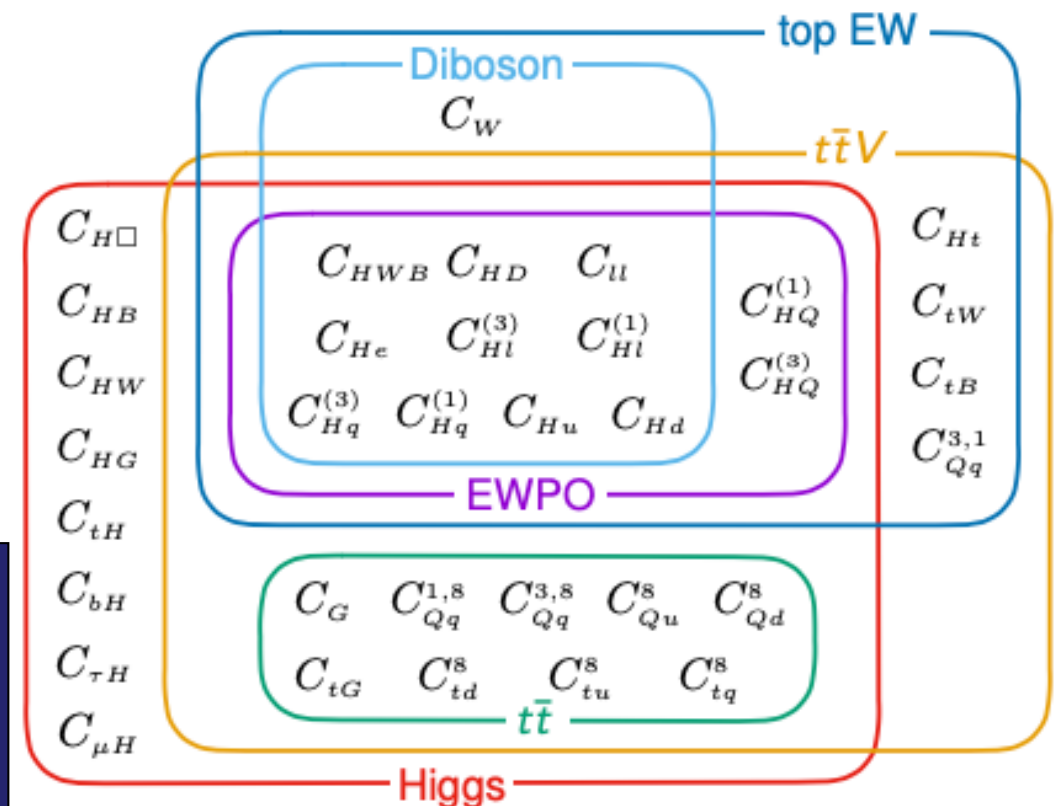 top EW
Diboson
C_W
tt̄V
C_{H□}
C_{Ht}
C_{HWB} C_{HD} C_{ll}
C_{HB}
C_{HQ}^{(1)}
C_{tW}
C_{He} C_{Hl}^{(3)} C_{Hl}^{(1)}
C_{HW}
C_{HQ}^{(3)}
C_{tB}
C_{Hq}^{(3)} C_{Hq}^{(1)} C_{Hu} C_{Hd}
C_{HG}
C_{Qq}^{3,1}
EWPO
C_{tH}
C_{bH}
C_G C_{Qq}^{1,8} C_{Qq}^{3,8} C_{Qu}^{8} C_{Qd}^{8}
C_{τH}
C_{tG} C_{td}^{8} C_{tu}^{8} C_{tq}^{8}
tt̄
C_{μH}
Higgs